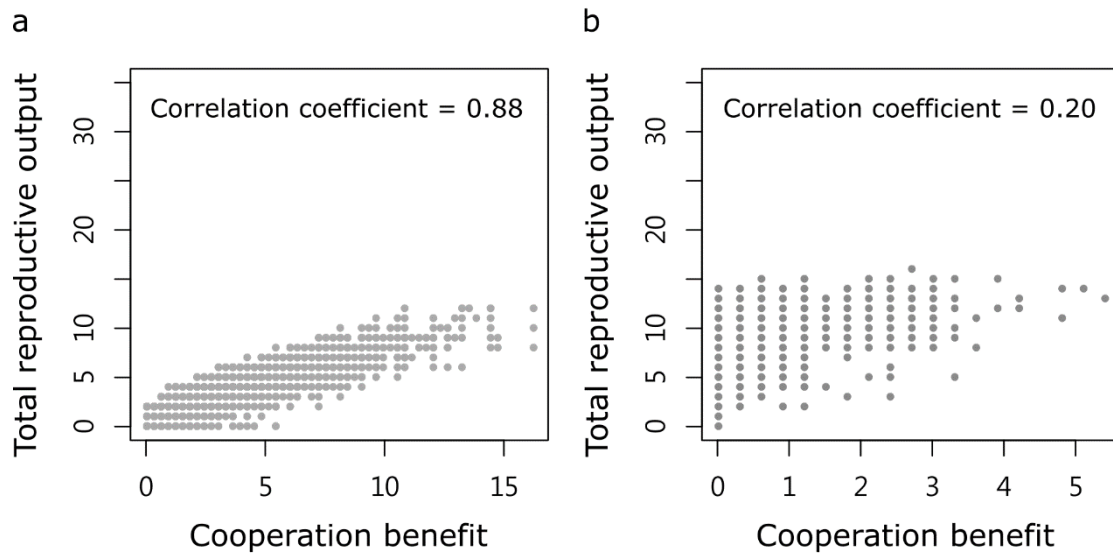 a
Correlation coefficient = 0.88
Total reproductive output
0
10
20
30
5
0
5
10
15
Cooperation benefit
b
Correlation coefficient = 0.20
Total reproductive output
0
5
10
20
30
0
1
2
3
4
5
Cooperation benefit